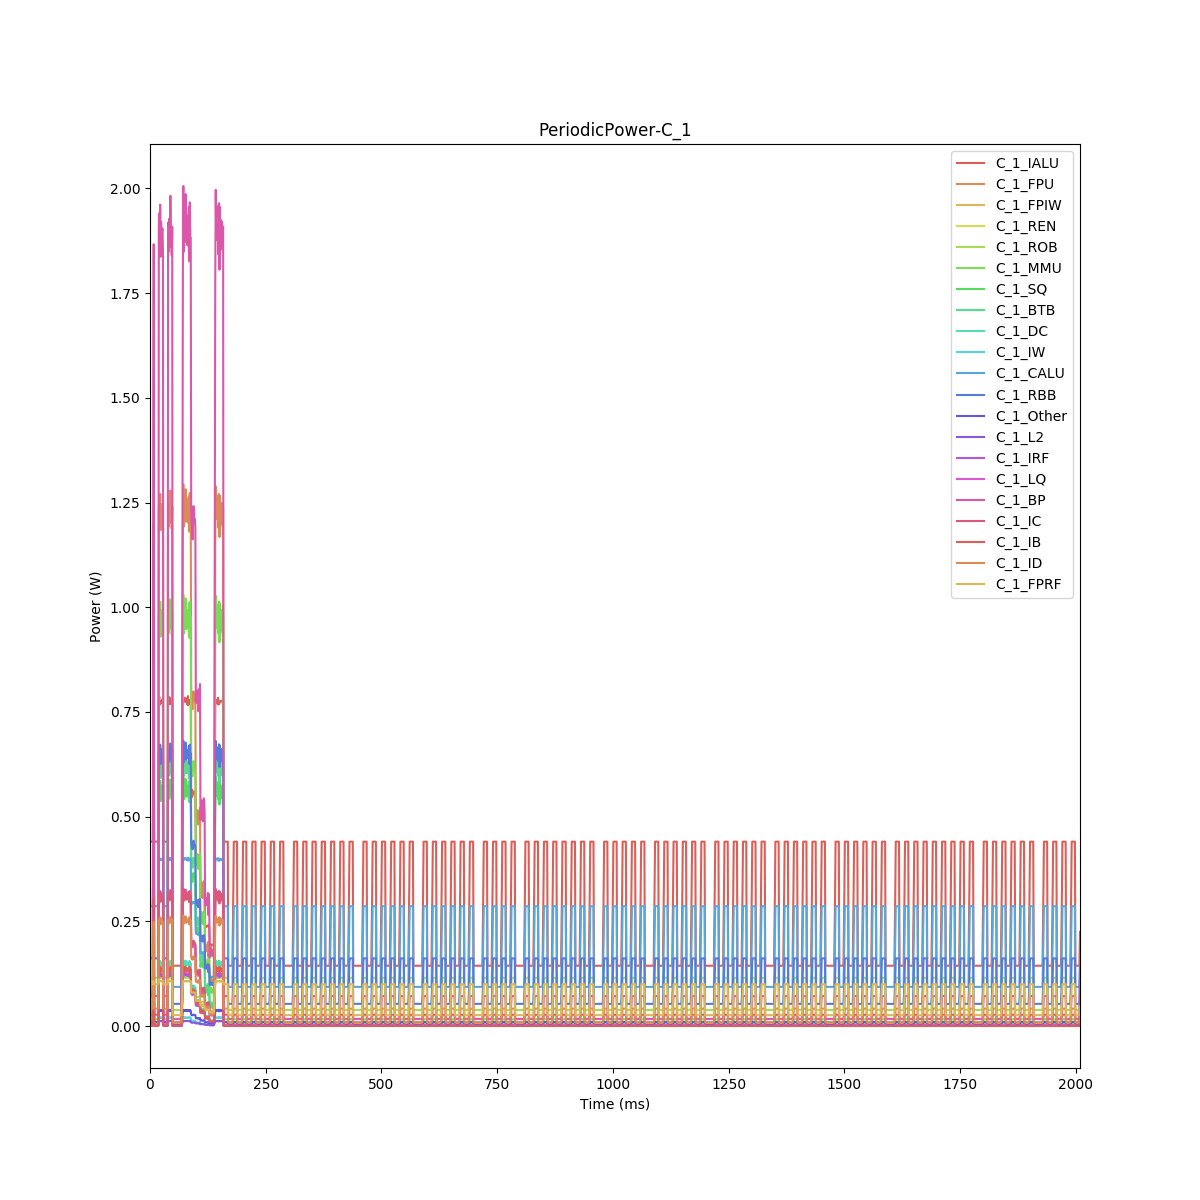 PeriodicPower-C_1
C_1_IALU
C_1_FPU
C_1_FPIW
C_1_REN
C_1_ROB
C_1_MMU
C_1_SQ
C_1_BTB
C_1_DC
C_1_IW
C_1_CALU
C_1_RBB
C_1_Other
C_1_L2
C_1_IRF
C_1_LQ
C_1_BP
C_1_IC
C_1_IB
C_1_ID
C_1_FPRF
Power (W)
2.00
1.75
1.50
1.25
1.00
0.75
0.50
0.25
0.00
0 250 500 750 1000 1250 1500 1750 2000
Time (ms)